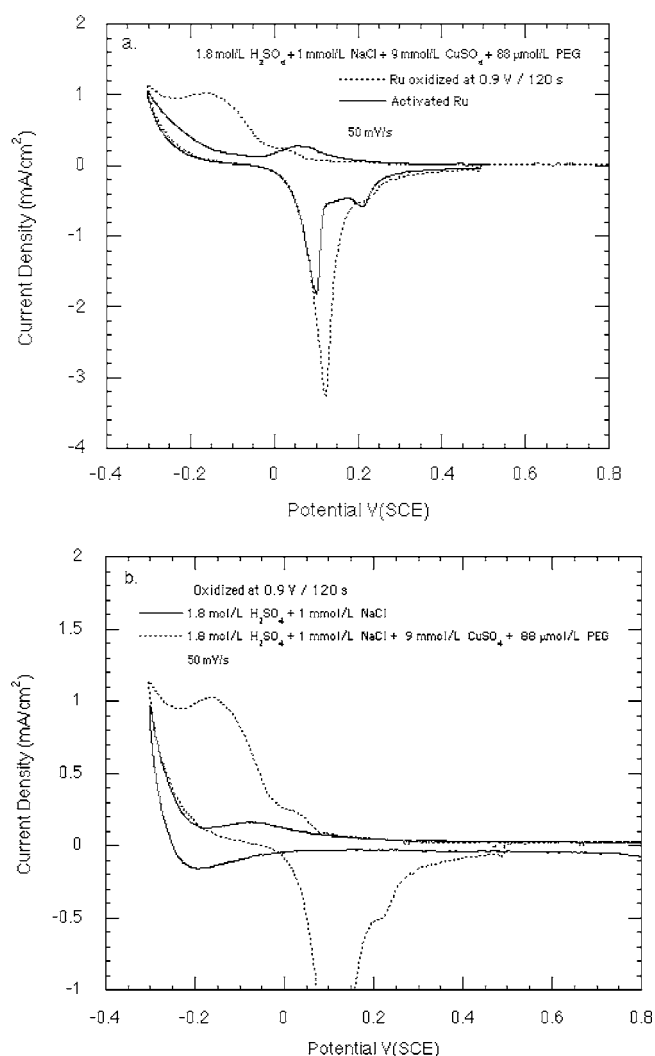 2
a.
1.8 mol/L H₂SO₄ + 1 mmol/L NaCl + 9 mmol/L CuSO₄ + 88 μmol/L PEG
Ru oxidized at 0.9 V / 120 s
1
Activated Ru
50 mV/s
0
-1
-2
-3
-4
Current Density (mA/cm²)
-0.4 -0.2 0 0.2 0.4 0.6 0.8
Potential V(SCE)
2
b.
Oxidized at 0.9 V / 120 s
1.8 mol/L H₂SO₄ + 1 mmol/L NaCl
1.5
1.8 mol/L H₂SO₄ + 1 mmol/L NaCl + 9 mmol/L CuSO₄ + 88 μmol/L PEG
50 mV/s
1
0.5
0
-0.5
-1
Current Density (mA/cm²)
-0.4 -0.2 0 0.2 0.4 0.6 0.8
Potential V(SCE)